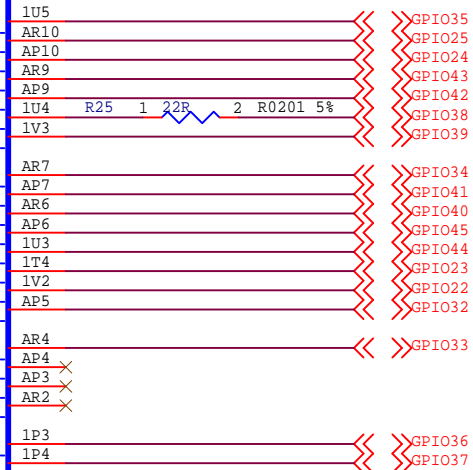 1U5 GPIO35
AR10 GPIO25
AP10 GPIO24
AR9 GPIO43
AP9 GPIO42
1U4 R25 1 22R 2 R0201 5% GPIO38
1V3 GPIO39
AR7 GPIO34
AP7 GPIO41
AR6 GPIO40
AP6 GPIO45
1U3 GPIO44
1T4 GPIO23
1V2 GPIO22
AP5 GPIO32
AR4 GPIO33
AP4
AP3
AR2
1P3 GPIO36
1P4 GPIO37